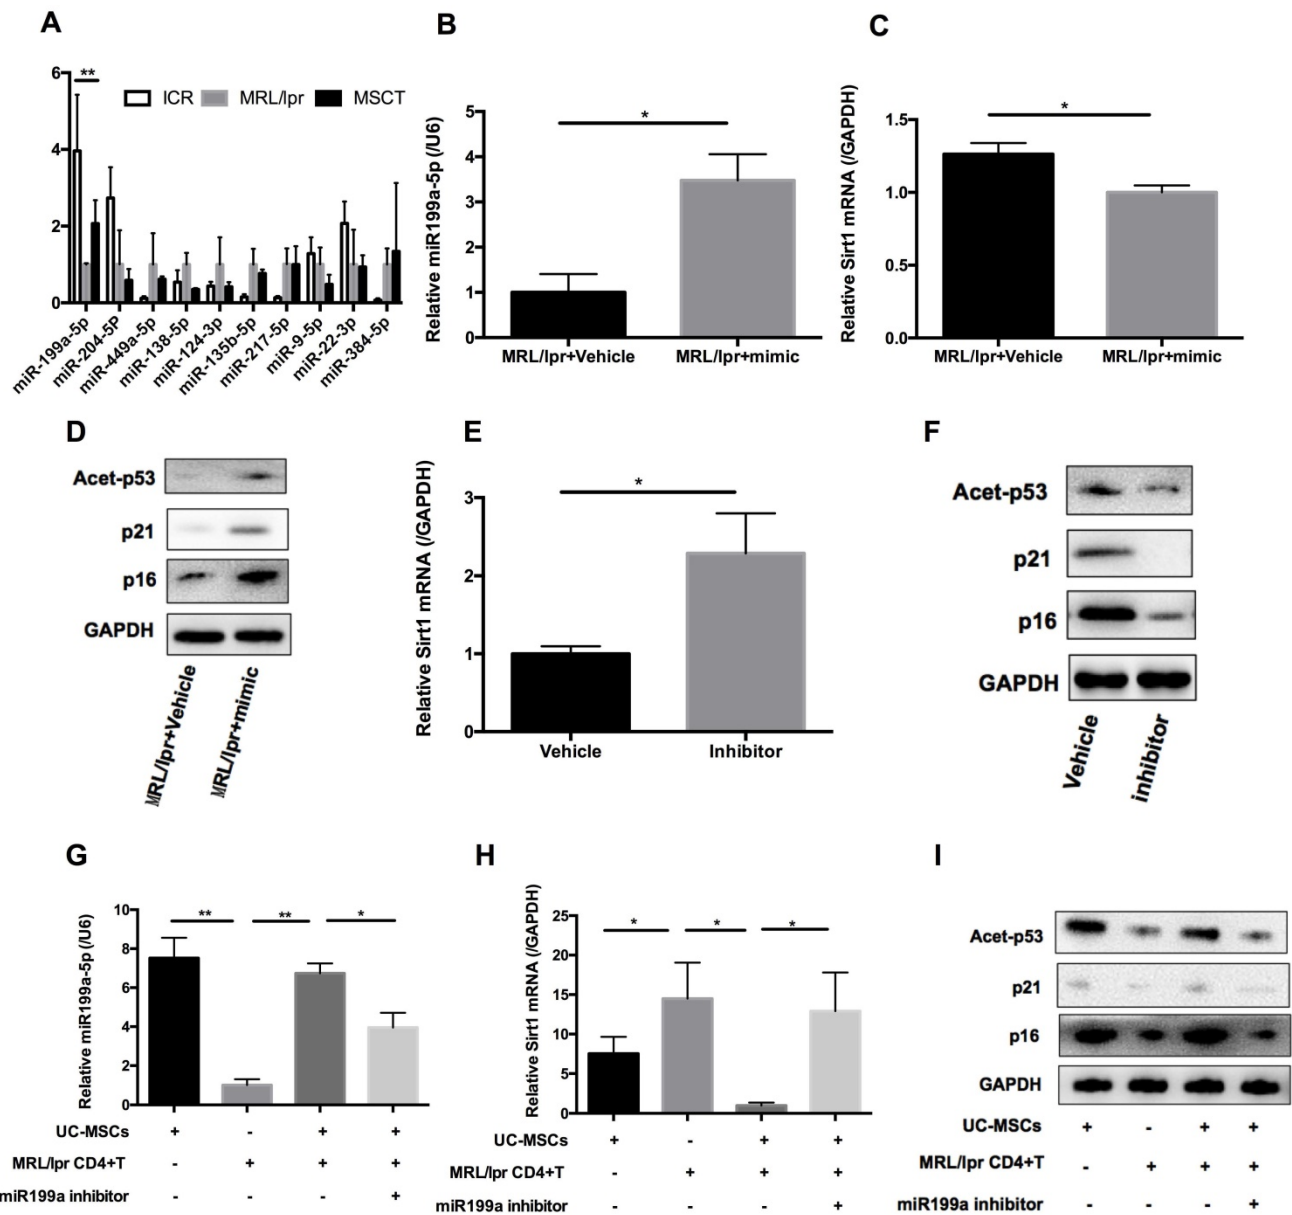 A
6
4
2
0
**
ICR
MRL/lpr
MSCT
miR-199a-5p
miR-204-5P
miR-449a-5p
miR-138-5p
miR-124-3p
miR-135b-5p
miR-217-5p
miR-9-5p
miR-22-3p
miR-384-5p
B
Relative miR199a-5p (/U6)
5
4
3
2
1
0
*
MRL/lpr+Vehicle
MRL/lpr+mimic
C
Relative Sirt1 mRNA (/GAPDH)
1.5
1.0
0.5
0.0
*
MRL/lpr+Vehicle
MRL/lpr+mimic
D
Acet-p53
p21
p16
GAPDH
MRL/lpr+Vehicle
MRL/lpr+mimic
E
Relative Sirt1 mRNA (/GAPDH)
3
2
1
0
*
Vehicle
Inhibitor
F
Acet-p53
p21
p16
GAPDH
Vehicle
inhibitor
G
Relative miR199a-5p (/U6)
10
8
6
4
2
0
** ** *
UC-MSCs + - + +
MRL/lpr CD4+T - + + +
miR199a inhibitor - - - +
H
Relative Sirt1 mRNA (/GAPDH)
25
20
15
10
5
0
* * *
UC-MSCs + - + +
MRL/lpr CD4+T - + + +
miR199a inhibitor - - - +
I
Acet-p53
p21
p16
GAPDH
UC-MSCs + - + +
MRL/lpr CD4+T - + + +
miR199a inhibitor - - - +